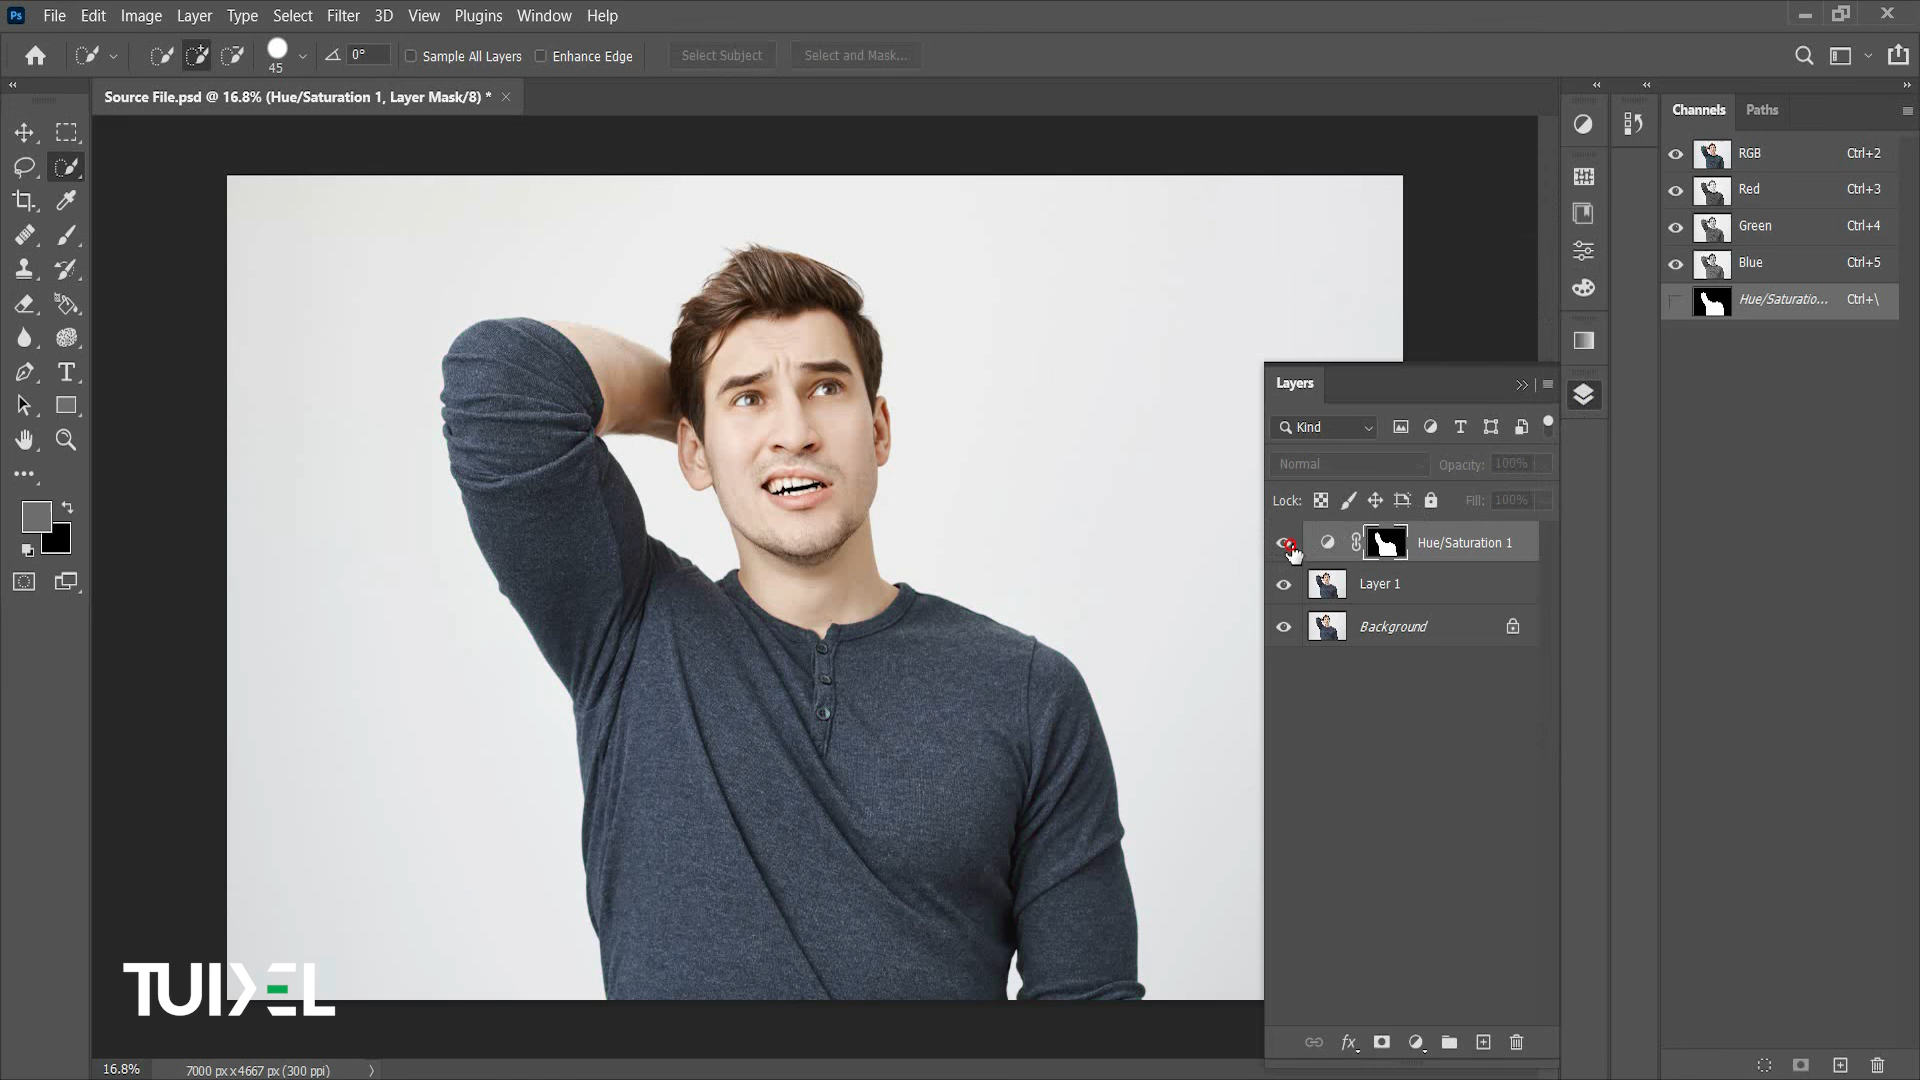 Ps File Edit Image Layer Type Select Filter 3D View Plugins Window Help
45 0° Sample All Layers Enhance Edge Select Subject Select and Mask...
Source File.psd @ 16.8% (Hue/Saturation 1, Layer Mask/8) *
Channels Paths
RGB Ctrl+2
Red Ctrl+3
Green Ctrl+4
Blue Ctrl+5
Hue/Saturatio... Ctrl+\
Layers
Kind
Normal Opacity: 100%
Lock: Fill: 100%
Hue/Saturation 1
Layer 1
Background
fx
TUIXEL
16.8% 7000 px x 4667 px (300 ppi)